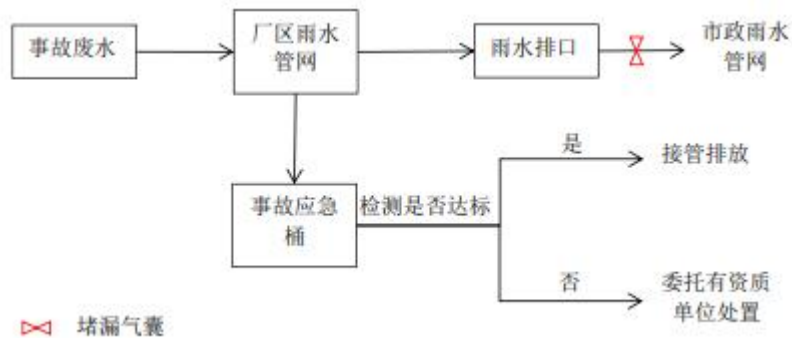 事故废水
厂区雨水
管网
雨水排口
市政雨水
管网
是
接管排放
事故应急
桶
检测是否达标
否
委托有资质
单位处置
堵漏气囊